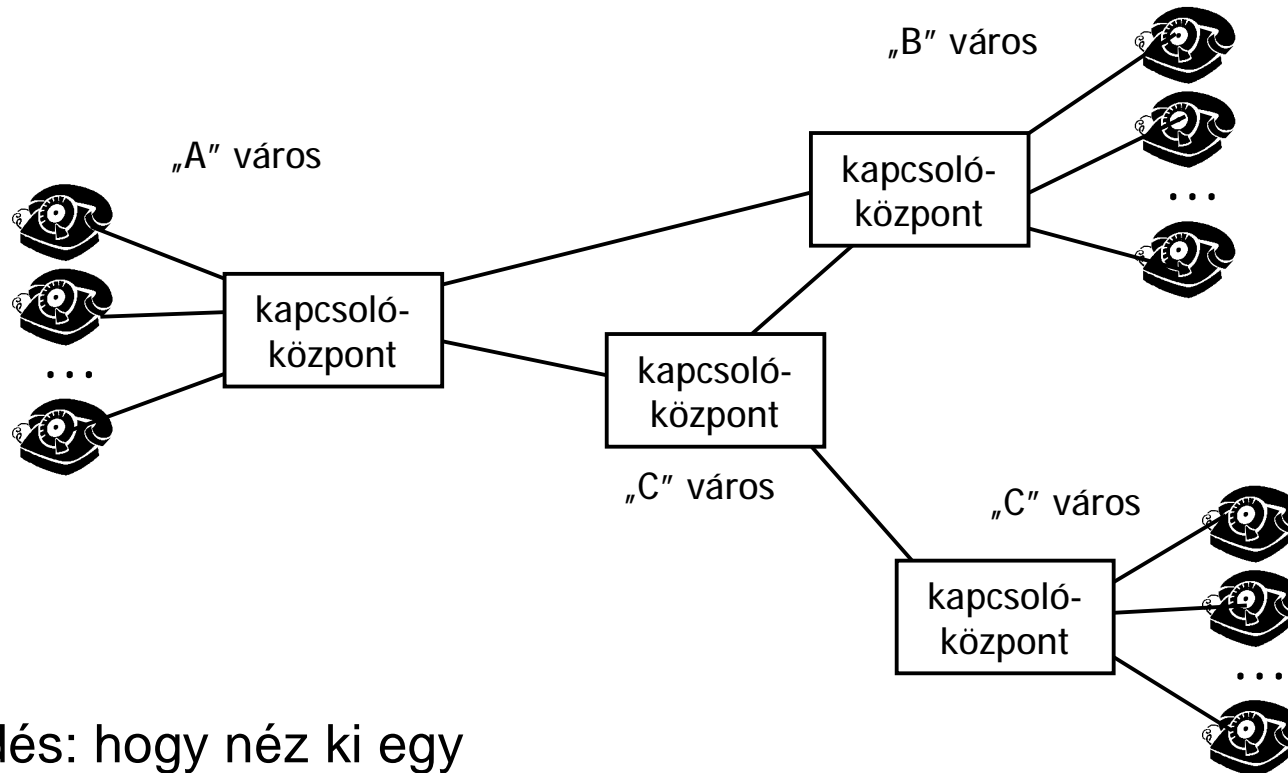 „B” város
„A” város
kapcsoló-
központ
...
kapcsoló-
központ
...
kapcsoló-
központ
„C” város
„C” város
kapcsoló-
központ
...
dés: hogy néz ki egy